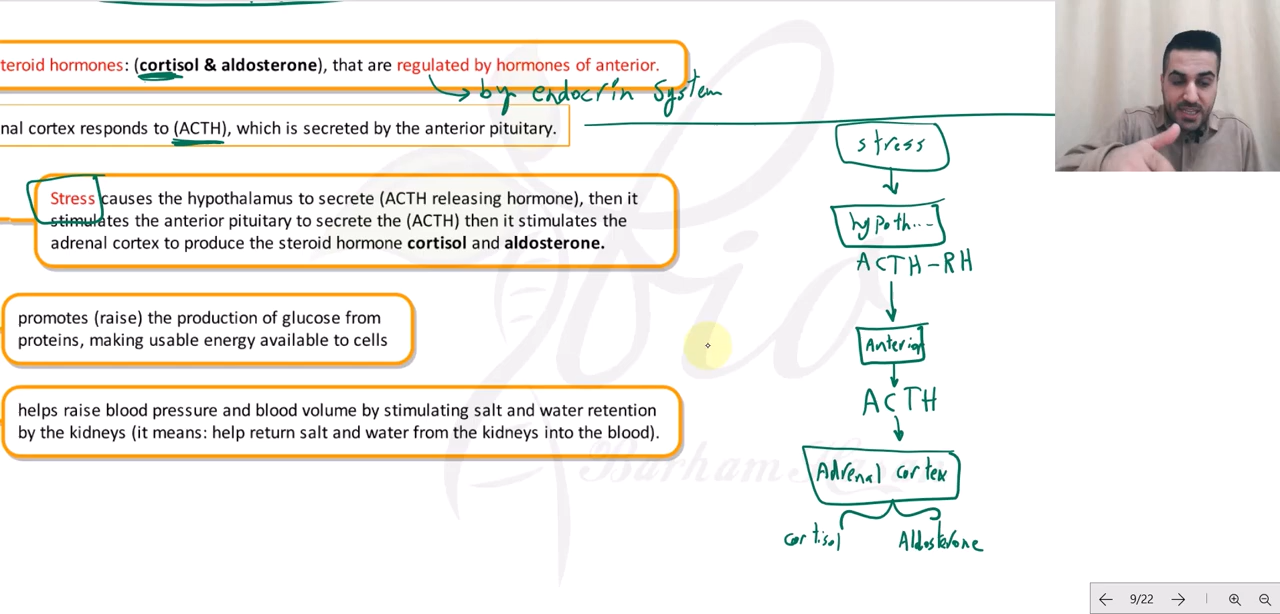 teroid hormones: (cortisol & aldosterone), that are regulated by hormones of anterior.
by endocrin system
nal cortex responds to (ACTH), which is secreted by the anterior pituitary.
Stress causes the hypothalamus to secrete (ACTH releasing hormone), then it
stimulates the anterior pituitary to secrete the (ACTH) then it stimulates the
adrenal cortex to produce the steroid hormone cortisol and aldosterone.
promotes (raise) the production of glucose from
proteins, making usable energy available to cells
helps raise blood pressure and blood volume by stimulating salt and water retention
by the kidneys (it means: help return salt and water from the kidneys into the blood).
stress
hypoth...
ACTH-RH
Anterior
ACTH
Adrenal cortex
cortisol
Aldosterone
Bio
Barham
9/22